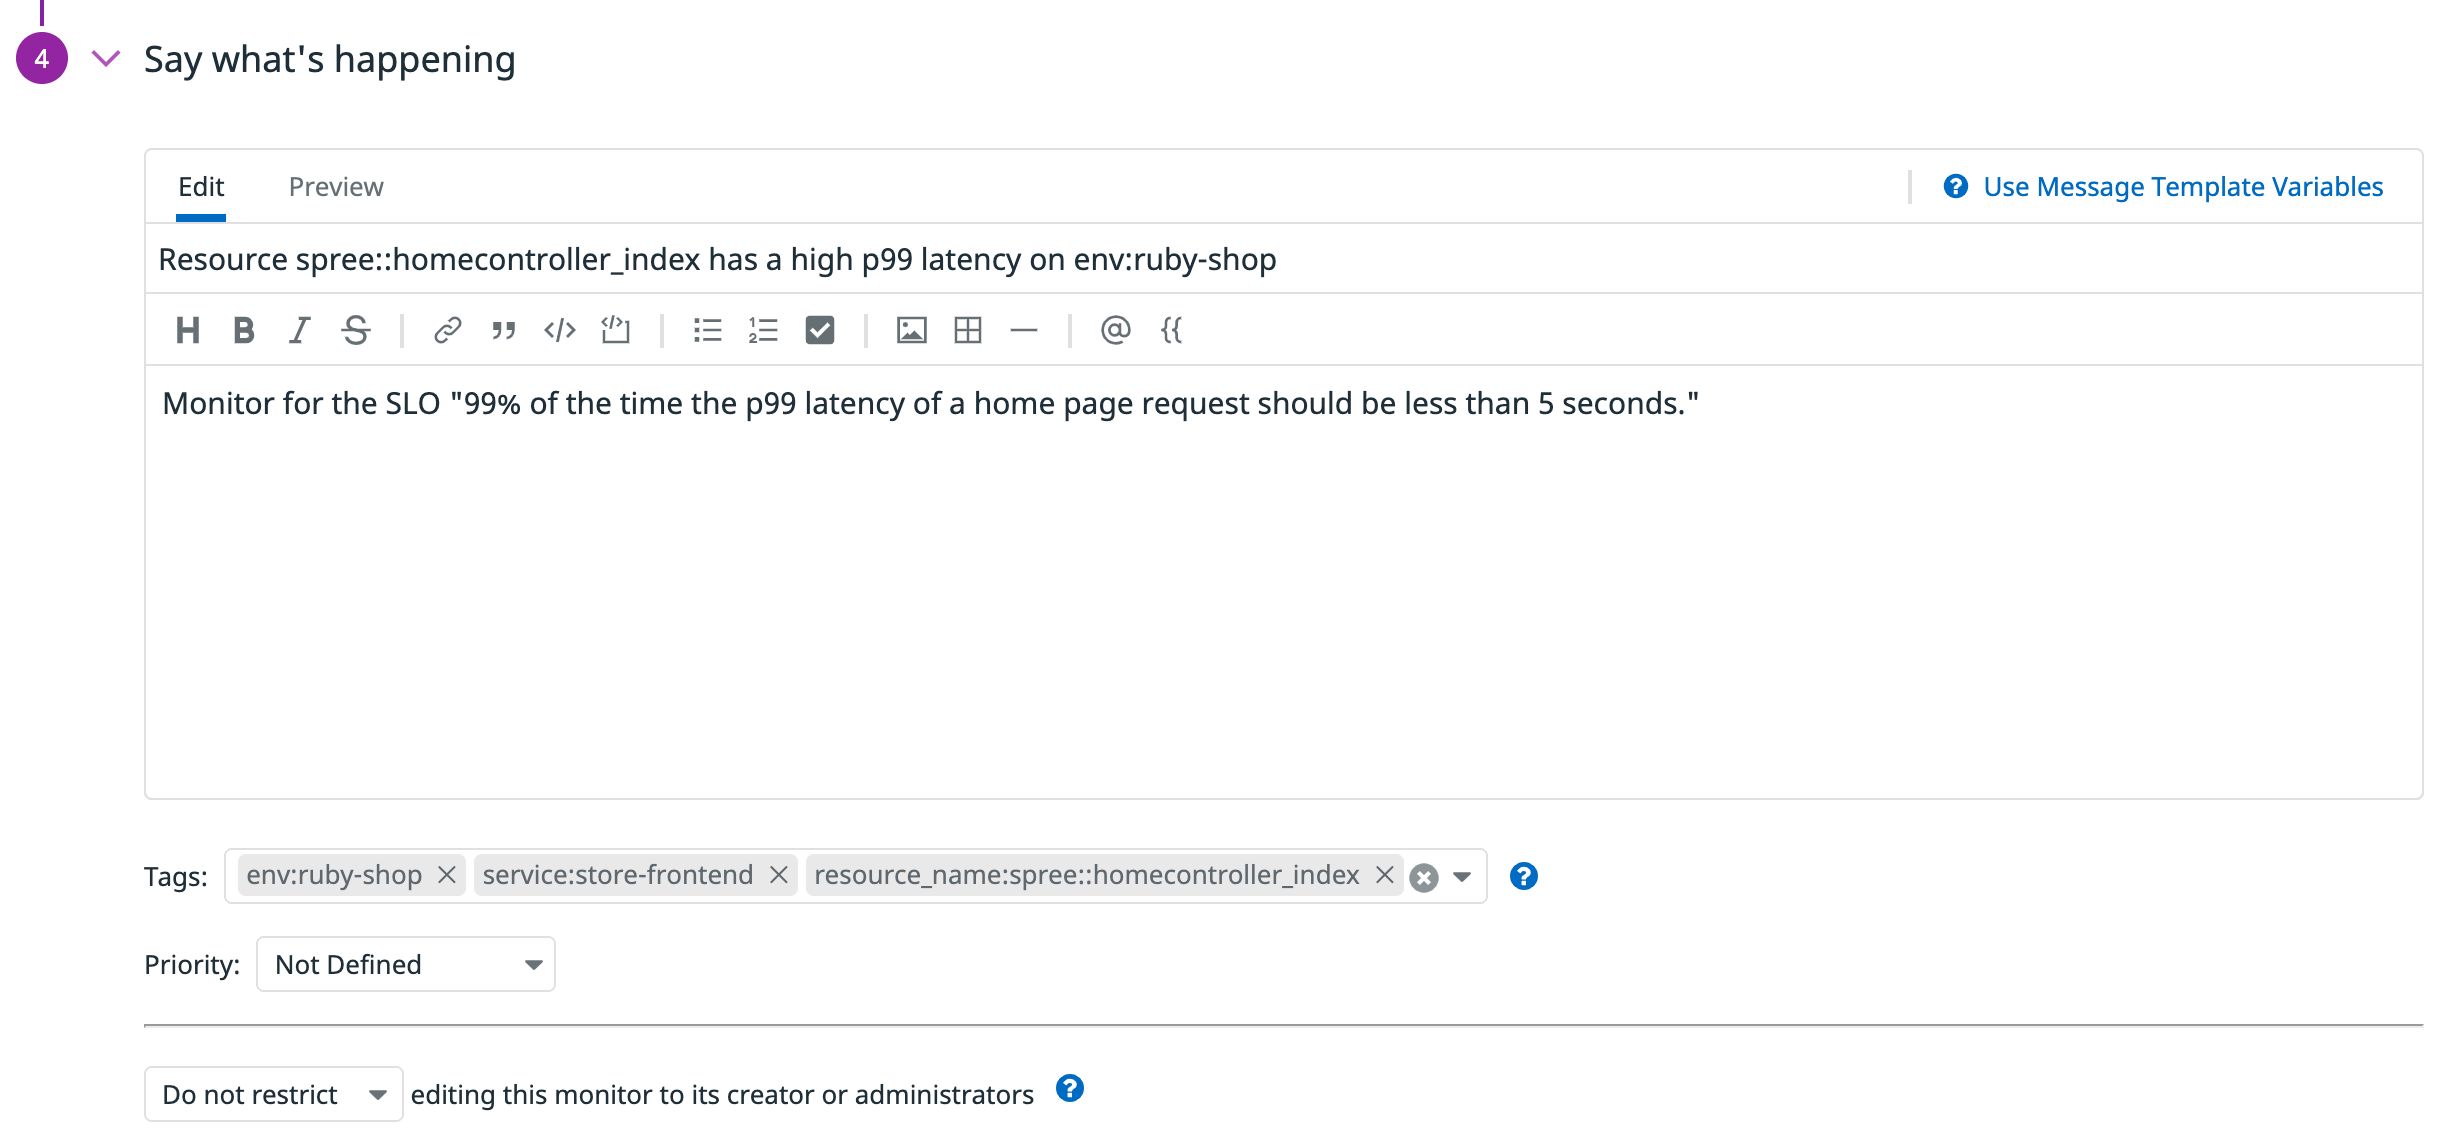 4 Say what's happening
Edit Preview Use Message Template Variables
Resource spree::homecontroller_index has a high p99 latency on env:ruby-shop
Monitor for the SLO "99% of the time the p99 latency of a home page request should be less than 5 seconds."
Tags: env:ruby-shop service:store-frontend resource_name:spree::homecontroller_index
Priority: Not Defined
Do not restrict editing this monitor to its creator or administrators